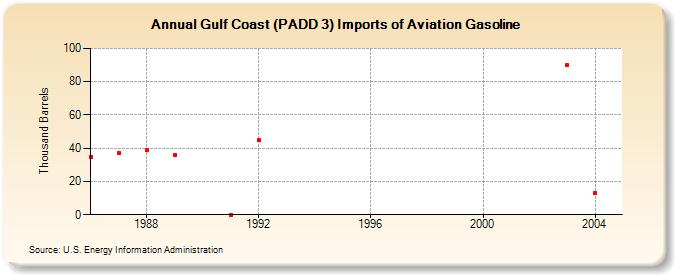 Annual Gulf Coast (PADD 3) Imports of Aviation Gasoline
Thousand Barrels
100
80
60
40
20
0
1988 1992 1996 2000 2004
Source: U.S. Energy Information Administration